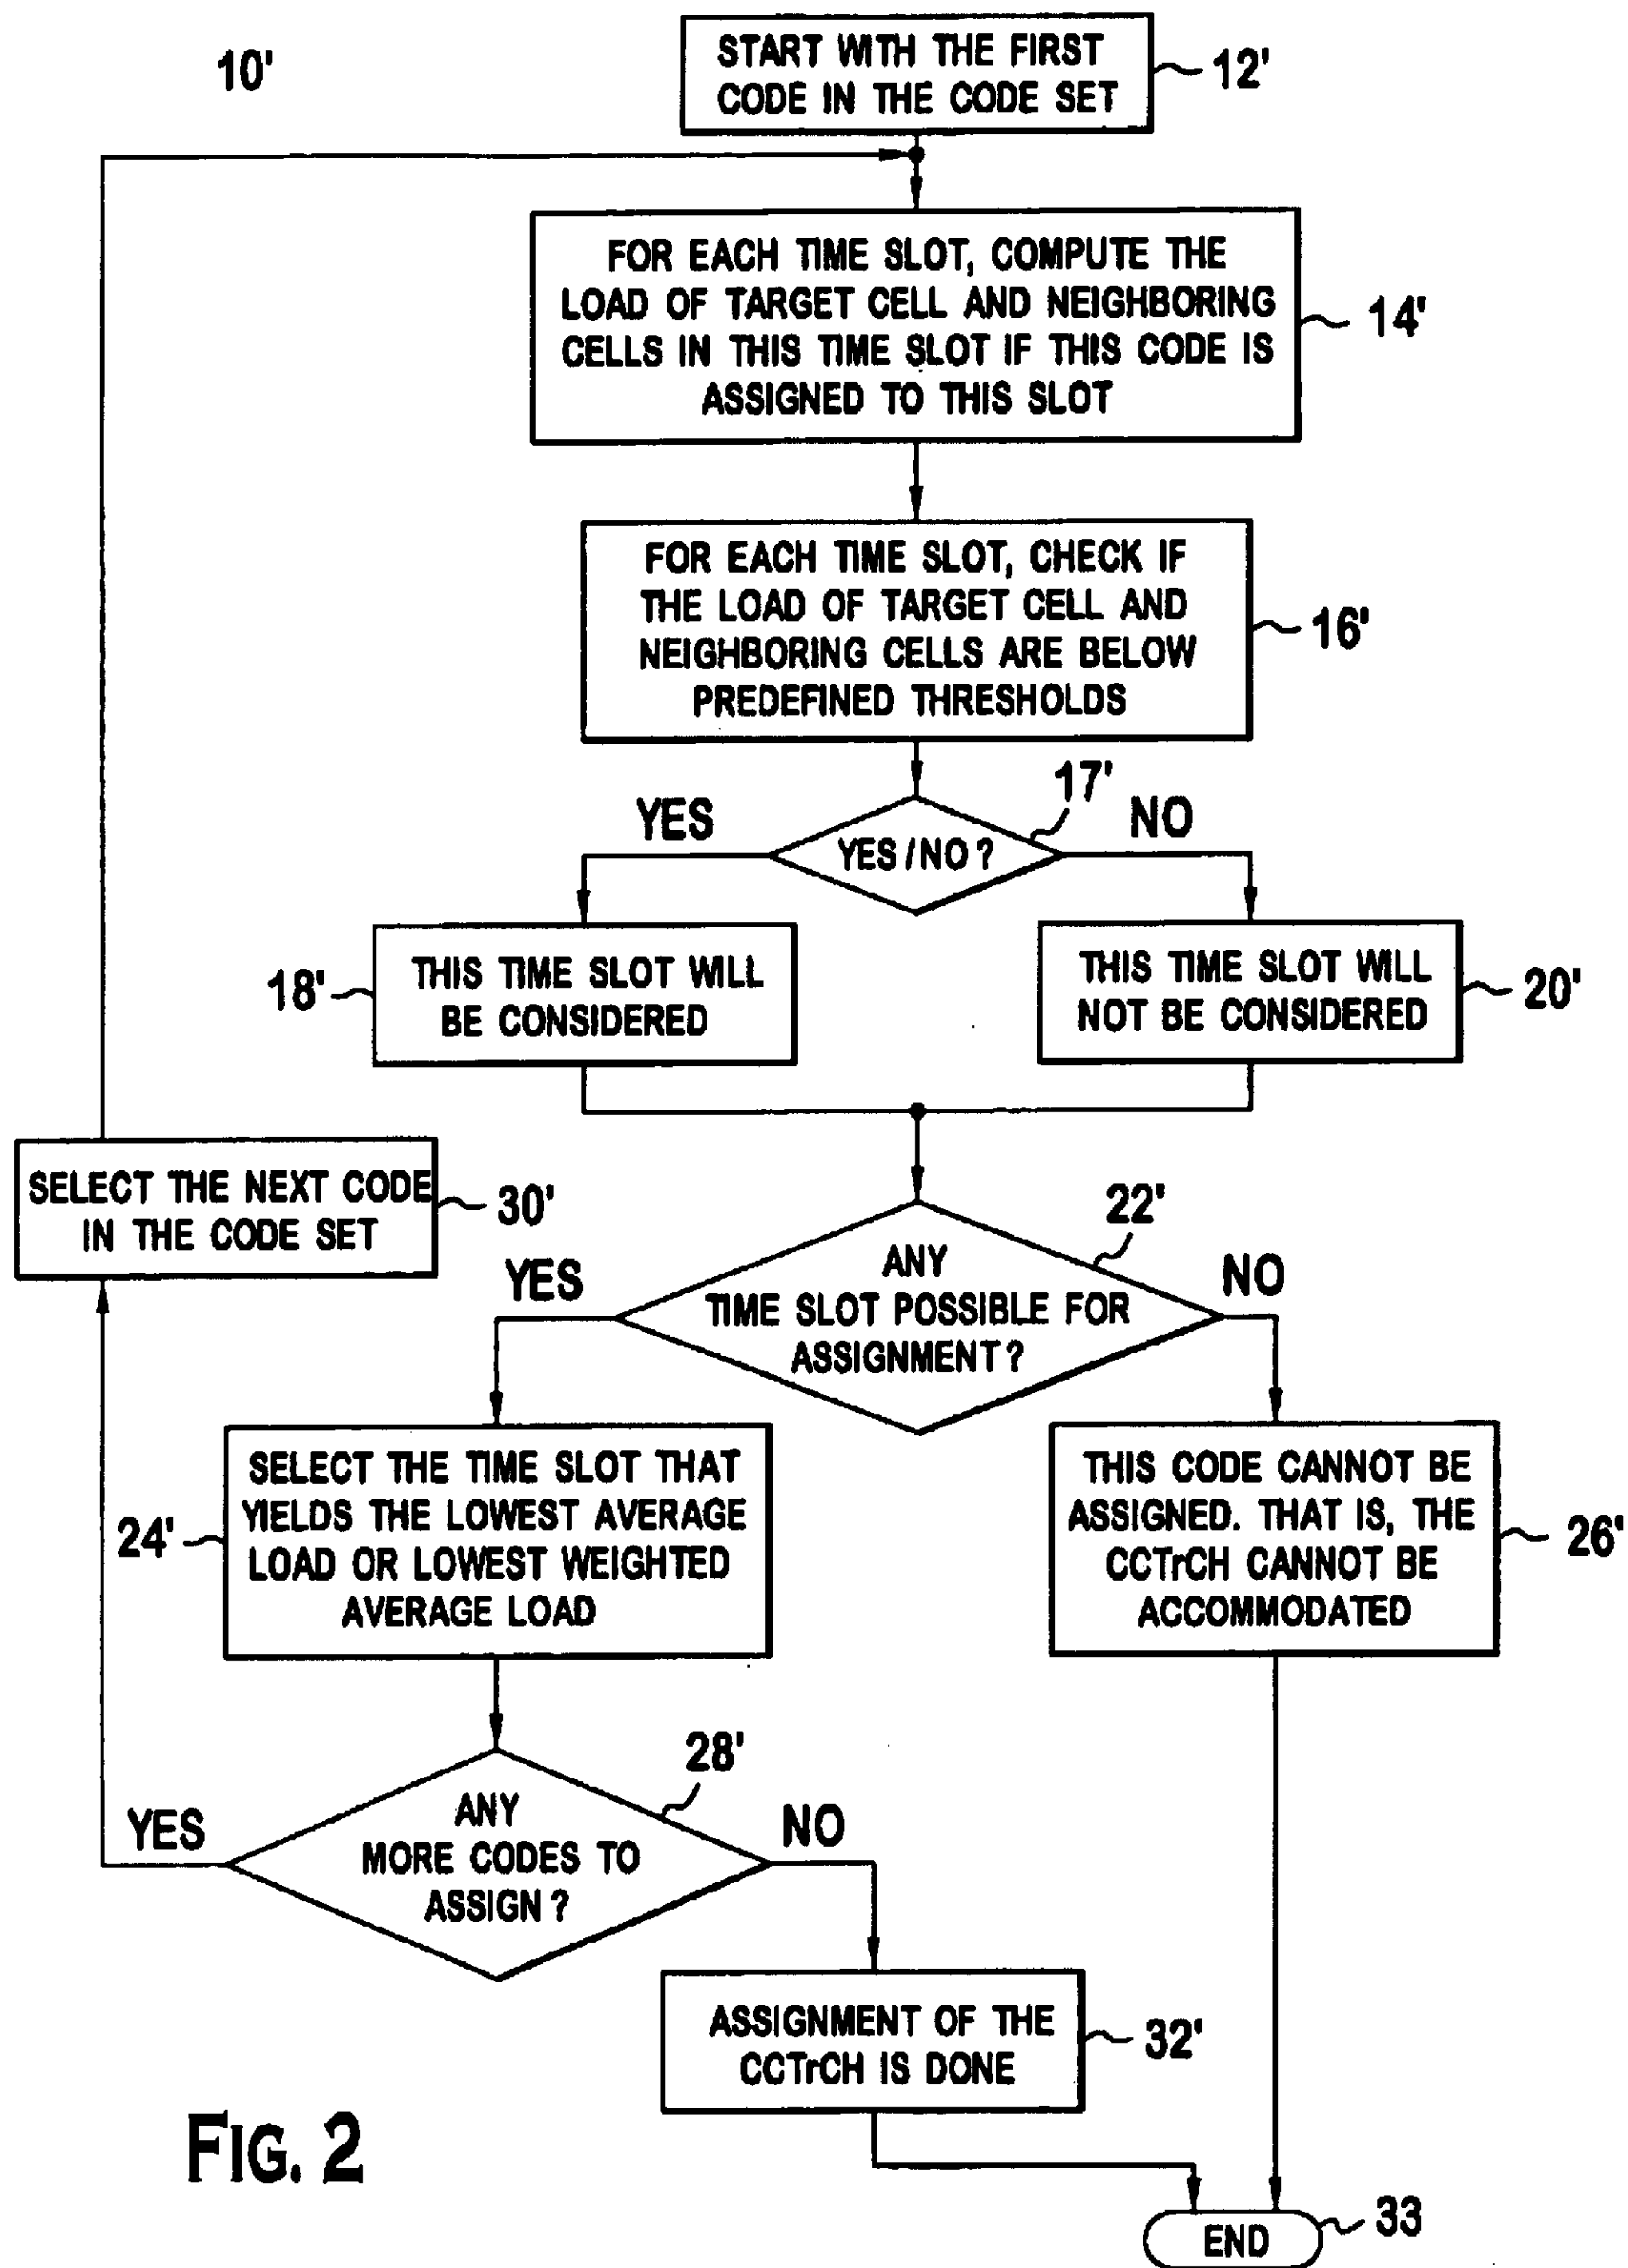 10'
START WITH THE FIRST
CODE IN THE CODE SET
12'
FOR EACH TIME SLOT, COMPUTE THE
LOAD OF TARGET CELL AND NEIGHBORING
CELLS IN THIS TIME SLOT IF THIS CODE IS
ASSIGNED TO THIS SLOT
14'
FOR EACH TIME SLOT, CHECK IF
THE LOAD OF TARGET CELL AND
NEIGHBORING CELLS ARE BELOW
PREDEFINED THRESHOLDS
16'
17'
YES
YES/NO?
NO
18'
THIS TIME SLOT WILL
BE CONSIDERED
THIS TIME SLOT WILL
NOT BE CONSIDERED
20'
SELECT THE NEXT CODE
IN THE CODE SET
30'
22'
YES
ANY
TIME SLOT POSSIBLE FOR
ASSIGNMENT?
NO
24'
SELECT THE TIME SLOT THAT
YIELDS THE LOWEST AVERAGE
LOAD OR LOWEST WEIGHTED
AVERAGE LOAD
THIS CODE CANNOT BE
ASSIGNED. THAT IS, THE
CCTrCH CANNOT BE
ACCOMMODATED
26'
28'
YES
ANY
MORE CODES TO
ASSIGN?
NO
ASSIGNMENT OF THE
CCTrCH IS DONE
32'
FIG. 2
END
33